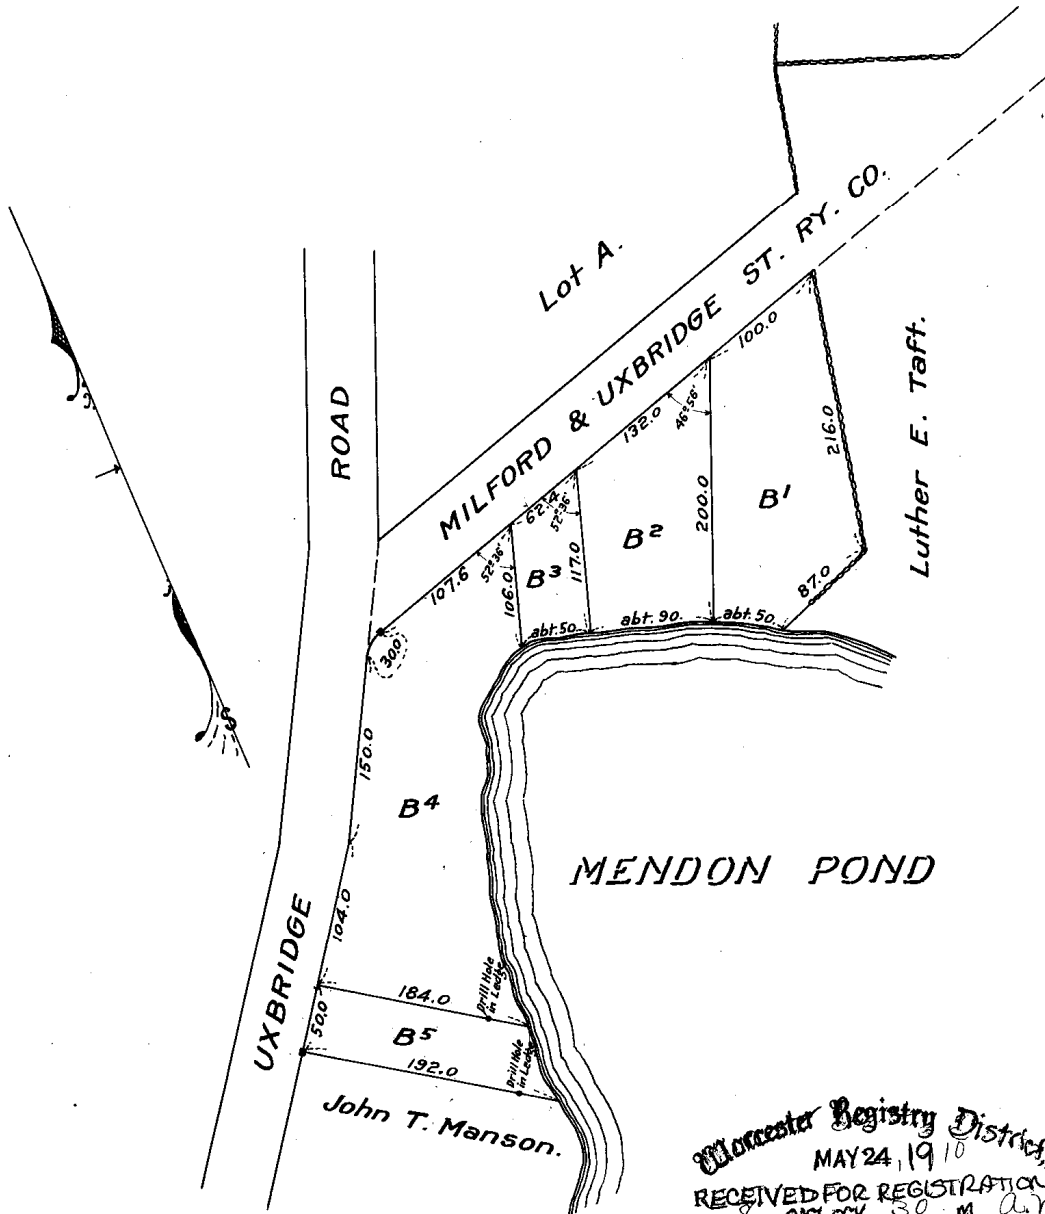 Lot A.
MILFORD & UXBRIDGE ST. RY. CO.
ROAD
Luther E. Taft.
100.0
216.0
132.0
46°56'
200.0
B1
87.0
62.4
52°36'
B2
B3
117.0
107.6
52°36'
106.0
abt. 50.
abt. 90.
abt. 50.
30.0
S
150.0
B4
MENDON POND
104.0
UXBRIDGE
Drill Hole
in Ledge
184.0
50.0
B5
Drill Hole
in Ledge
192.0
John T. Manson.
Worcester Registry District,
MAY 24, 1910
RECEIVED FOR REGISTRATION
30 M.